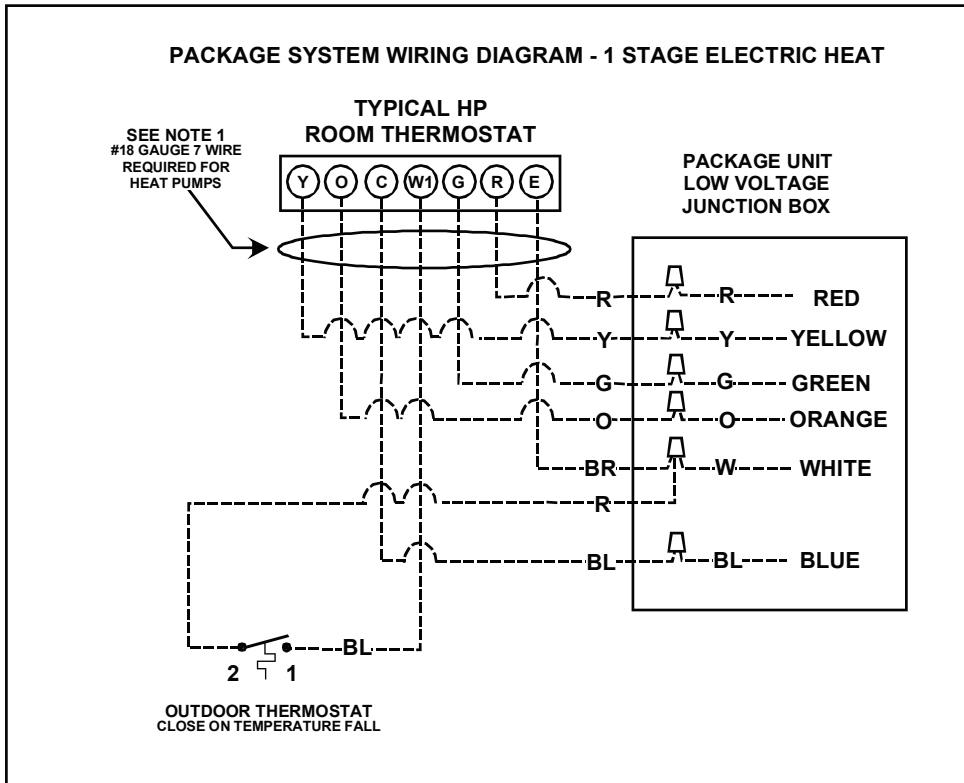 PACKAGE SYSTEM WIRING DIAGRAM - 1 STAGE ELECTRIC HEAT
TYPICAL HP
ROOM THERMOSTAT
SEE NOTE 1
#18 GAUGE 7 WIRE
REQUIRED FOR
HEAT PUMPS
Y O C W1 G R E
PACKAGE UNIT
LOW VOLTAGE
JUNCTION BOX
R R RED
Y Y YELLOW
G G GREEN
O O ORANGE
BR W WHITE
R
BL BL BLUE
BL
2 1
OUTDOOR THERMOSTAT
CLOSE ON TEMPERATURE FALL